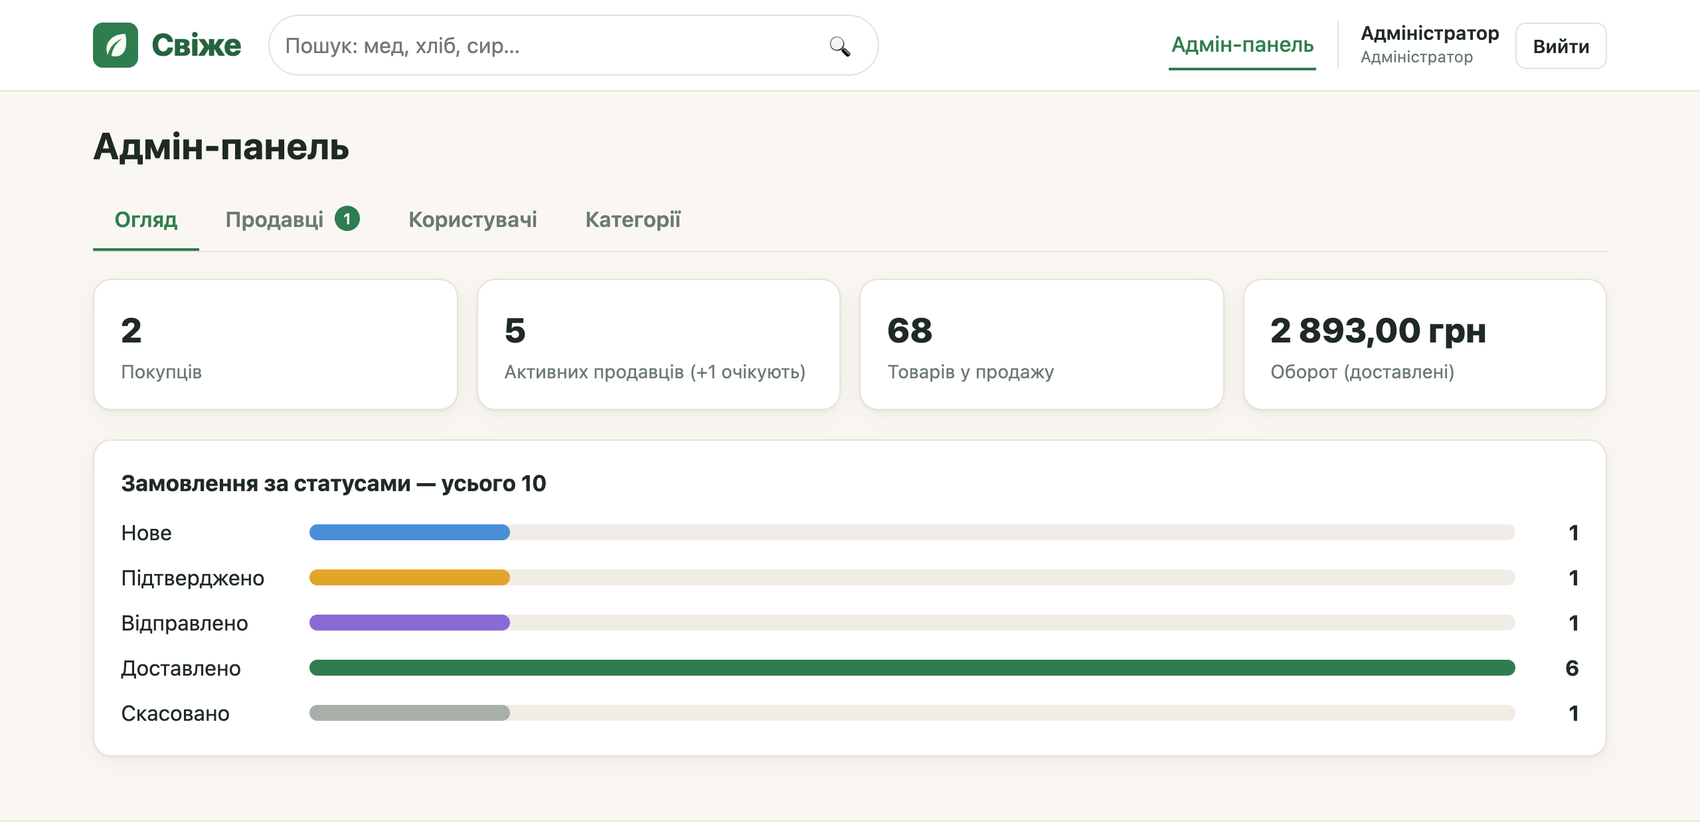 Свіже
Пошук: мед, хліб, сир...
Адмін-панель
Адміністратор
Адміністратор
Вийти
Адмін-панель
Огляд
Продавці 1
Користувачі
Категорії
2
Покупців
5
Активних продавців (+1 очікують)
68
Товарів у продажу
2 893,00 грн
Оборот (доставлені)
Замовлення за статусами — усього 10
Нове 1
Підтверджено 1
Відправлено 1
Доставлено 6
Скасовано 1